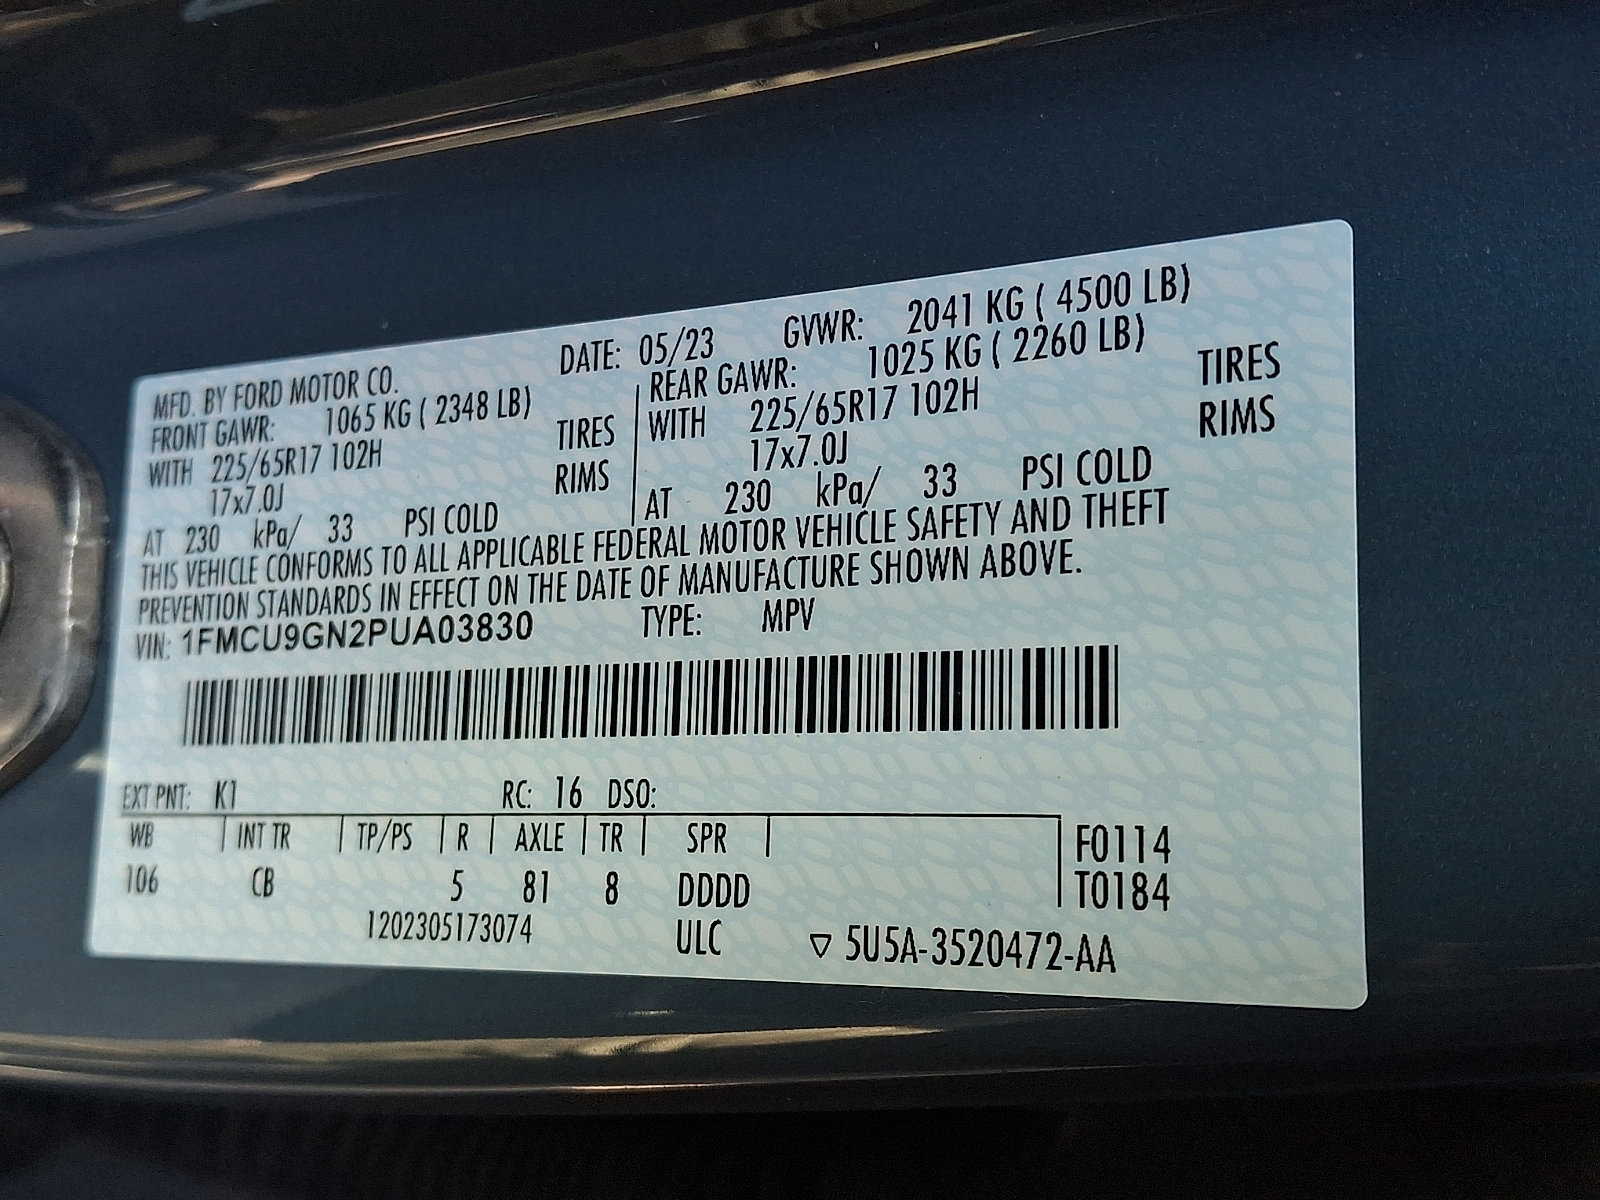 MFD. BY FORD MOTOR CO. DATE: 05/23 GVWR: 2041 KG ( 4500 LB)
FRONT GAWR: 1065 KG ( 2348 LB) REAR GAWR: 1025 KG ( 2260 LB)
WITH 225/65R17 102H TIRES WITH 225/65R17 102H TIRES
17x7.0J RIMS 17x7.0J RIMS
AT 230 kPa/ 33 PSI COLD AT 230 kPa/ 33 PSI COLD
THIS VEHICLE CONFORMS TO ALL APPLICABLE FEDERAL MOTOR VEHICLE SAFETY AND THEFT
PREVENTION STANDARDS IN EFFECT ON THE DATE OF MANUFACTURE SHOWN ABOVE.
VIN: 1FMCU9GN2PUA03830 TYPE: MPV
EXT PNT: K1 RC: 16 DSO:
WB INT TR TP/PS R AXLE TR SPR F0114
106 CB 5 81 8 DDDD T0184
1202305173074 ULC ▽ 5U5A-3520472-AA